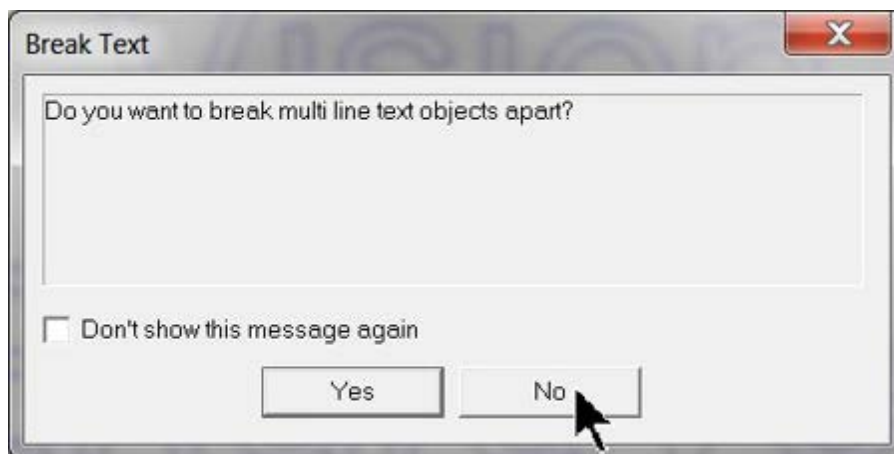 Break Text
Do you want to break multi line text objects apart?
Don't show this message again
Yes
No